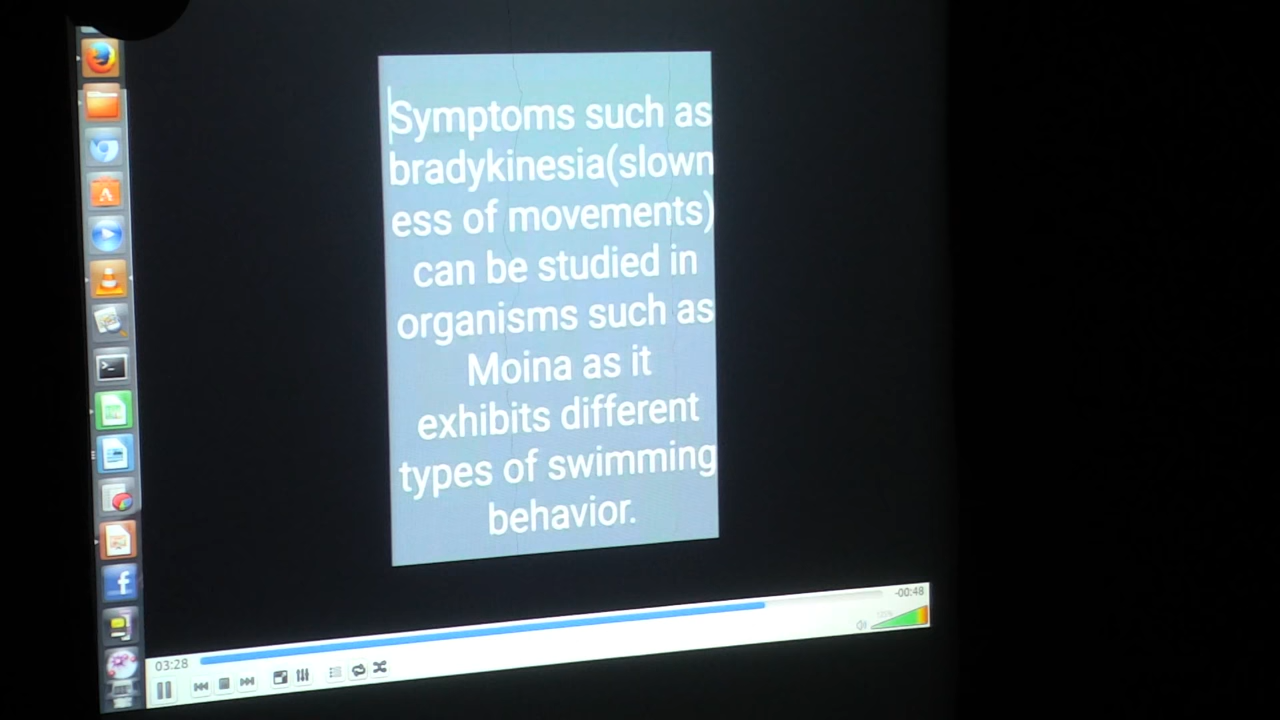 Symptoms such as
bradykinesia(slown
ess of movements)
can be studied in
organisms such as
Moina as it
exhibits different
types of swimming
behavior.
-00:48
125%
03:28